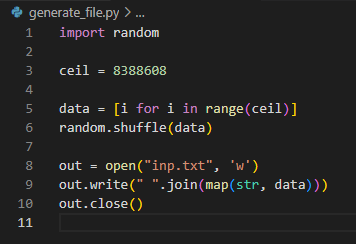 generate_file.py > ...
1 import random
2
3 ceil = 8388608
4
5 data = [i for i in range(ceil)]
6 random.shuffle(data)
7
8 out = open("inp.txt", 'w')
9 out.write(" ".join(map(str, data)))
10 out.close()
11